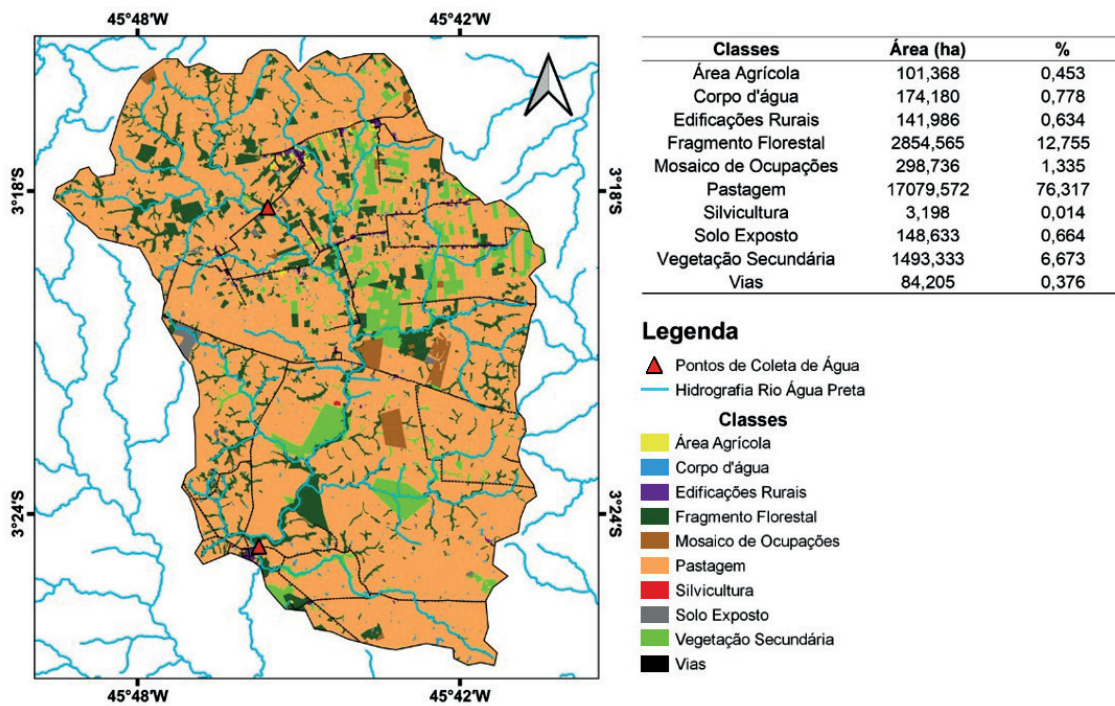 45°48'W 45°42'W
3°18'S 3°18'S
3°24'S 3°24'S
45°48'W 45°42'W
Classes Área (ha) %
Área Agrícola 101,368 0,453
Corpo d'água 174,180 0,778
Edificações Rurais 141,986 0,634
Fragmento Florestal 2854,565 12,755
Mosaico de Ocupações 298,736 1,335
Pastagem 17079,572 76,317
Silvicultura 3,198 0,014
Solo Exposto 148,633 0,664
Vegetação Secundária 1493,333 6,673
Vias 84,205 0,376
Legenda
Pontos de Coleta de Água
Hidrografia Rio Água Preta
Classes
Área Agrícola
Corpo d'água
Edificações Rurais
Fragmento Florestal
Mosaico de Ocupações
Pastagem
Silvicultura
Solo Exposto
Vegetação Secundária
Vias